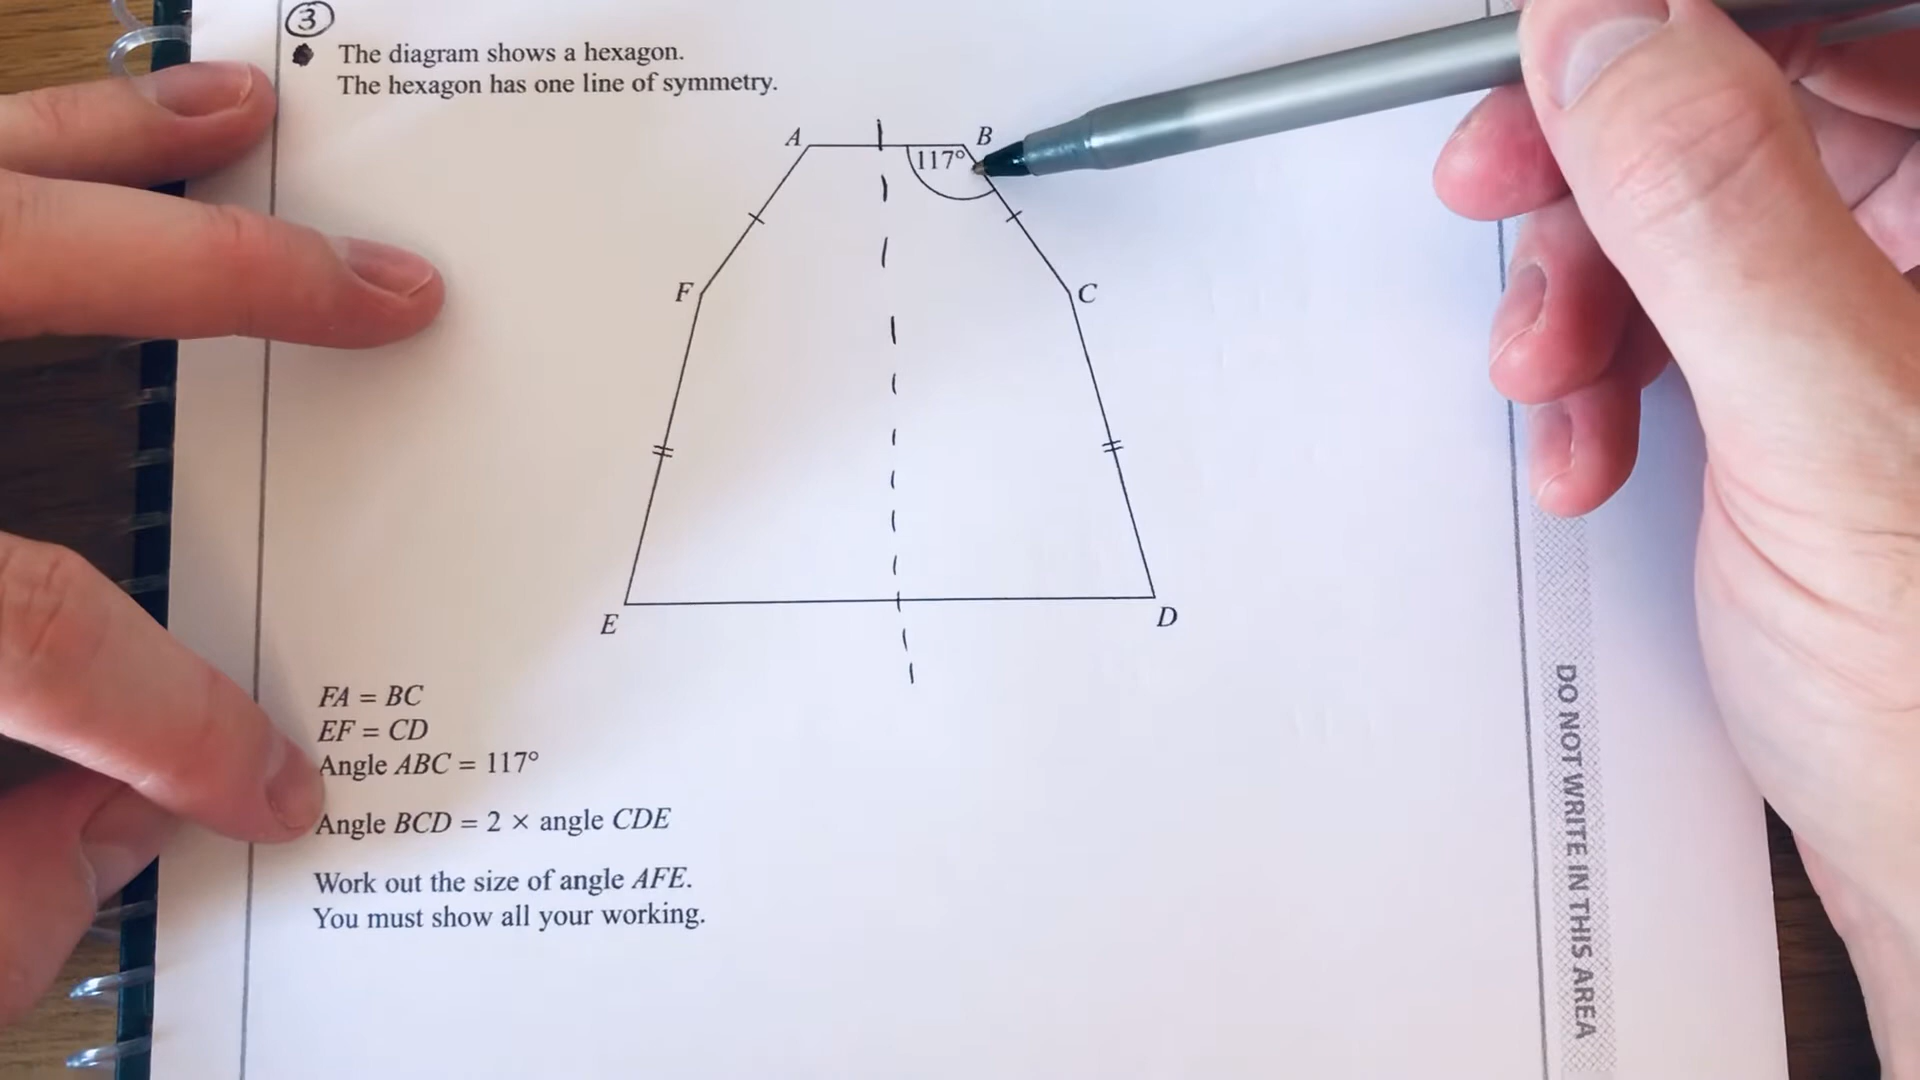 3
The diagram shows a hexagon.
The hexagon has one line of symmetry.
A
B
117°
F
C
E
D
FA = BC
EF = CD
Angle ABC = 117°
Angle BCD = 2 × angle CDE
Work out the size of angle AFE.
You must show all your working.
DO NOT WRITE IN THIS AREA